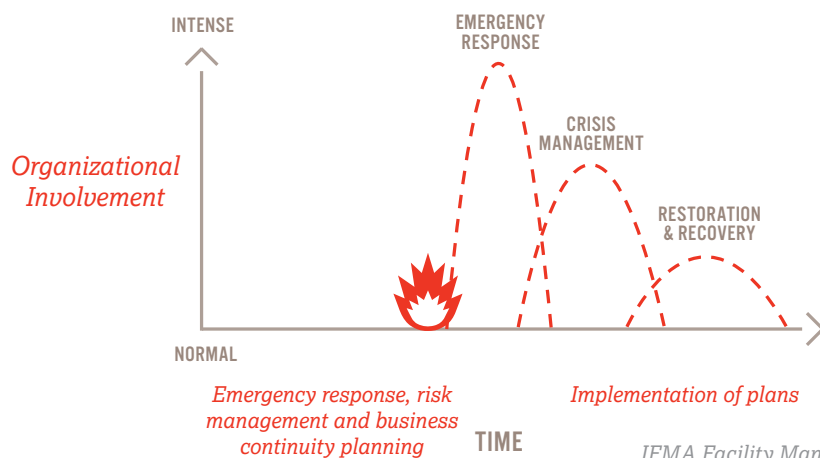 INTENSE
EMERGENCY
RESPONSE
CRISIS
MANAGEMENT
Organizational
Involvement
RESTORATION
& RECOVERY
NORMAL
Emergency response, risk
management and business
continuity planning
Implementation of plans
TIME
IFMA Facility